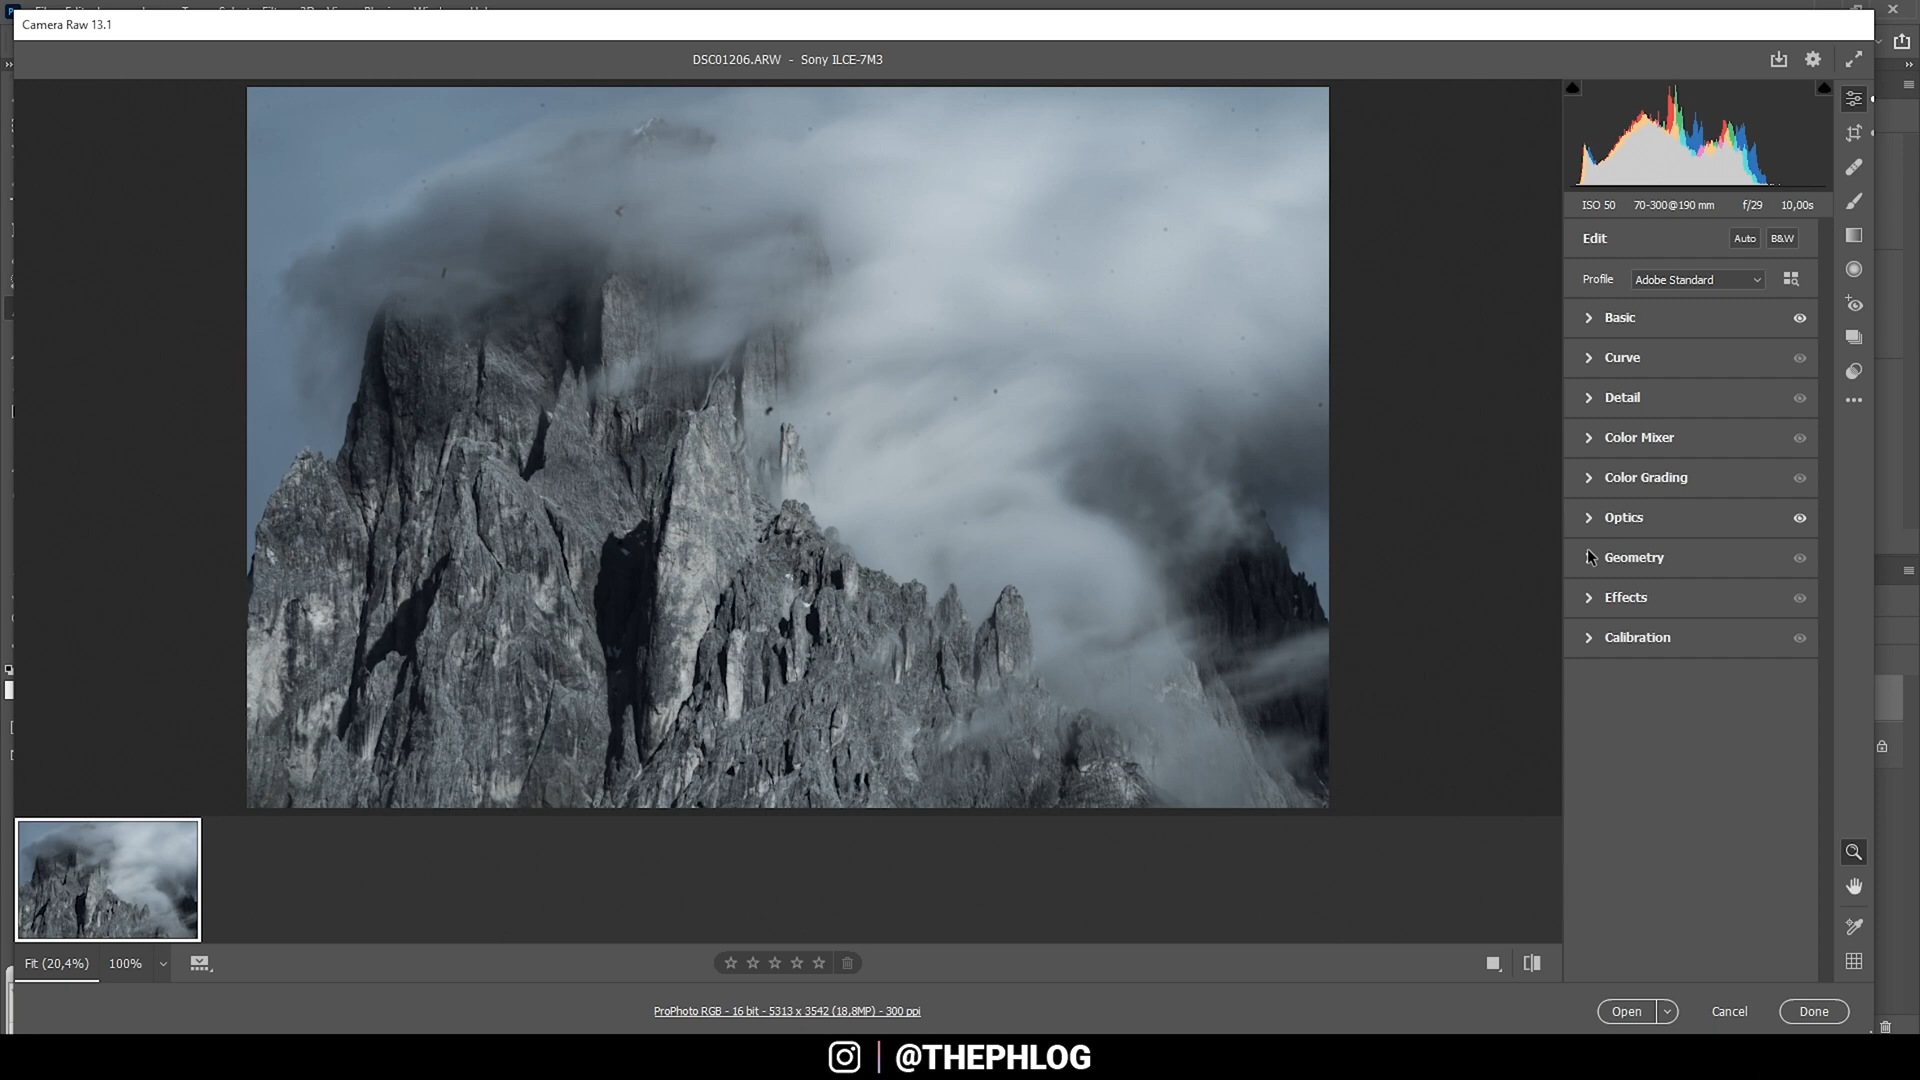 Camera Raw 13.1
DSC01206.ARW - Sony ILCE-7M3
ISO 50 70-300@190 mm f/29 10,00s
Edit Auto B&W
Profile Adobe Standard
Basic
Curve
Detail
Color Mixer
Color Grading
Optics
Geometry
Effects
Calibration
Fit (20,4%) 100%
ProPhoto RGB - 16 bit - 5313 x 3542 (18,8MP) - 300 ppi
Open Cancel Done
@THEPHLOG